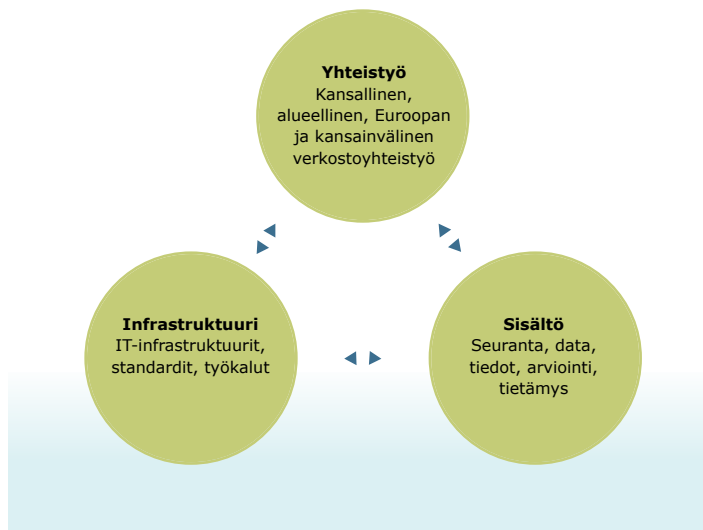 Yhteistyö
Kansallinen,
alueellinen, Euroopan
ja kansainvälinen
verkostoyhteistyö
Infrastruktuuri
IT-infrastruktuurit,
standardit, työkalut
Sisältö
Seuranta, data,
tiedot, arviointi,
tietämys